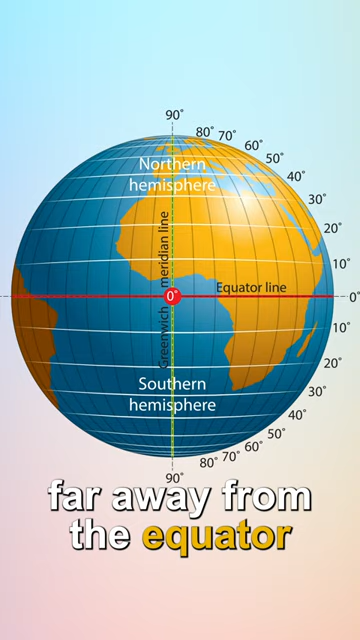 90°
80° 70°
60°
50°
Northern
hemisphere
40°
30°
20°
10°
Greenwich meridian line
Equator line
0°
0°
10°
20°
Southern
hemisphere
30°
40°
50°
60°
80° 70°
90°
far away from
the equator